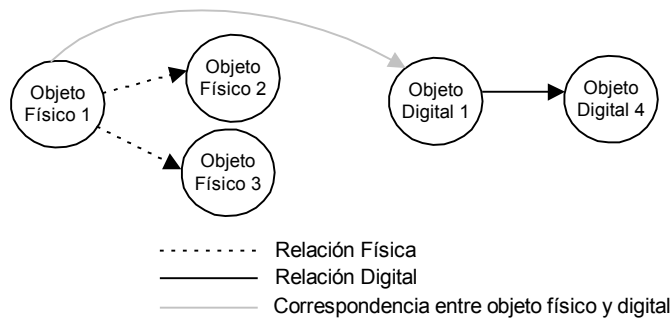 Objeto
Físico 1
Objeto
Físico 2
Objeto
Físico 3
Objeto
Digital 1
Objeto
Digital 4
Relación Física
Relación Digital
Correspondencia entre objeto físico y digital